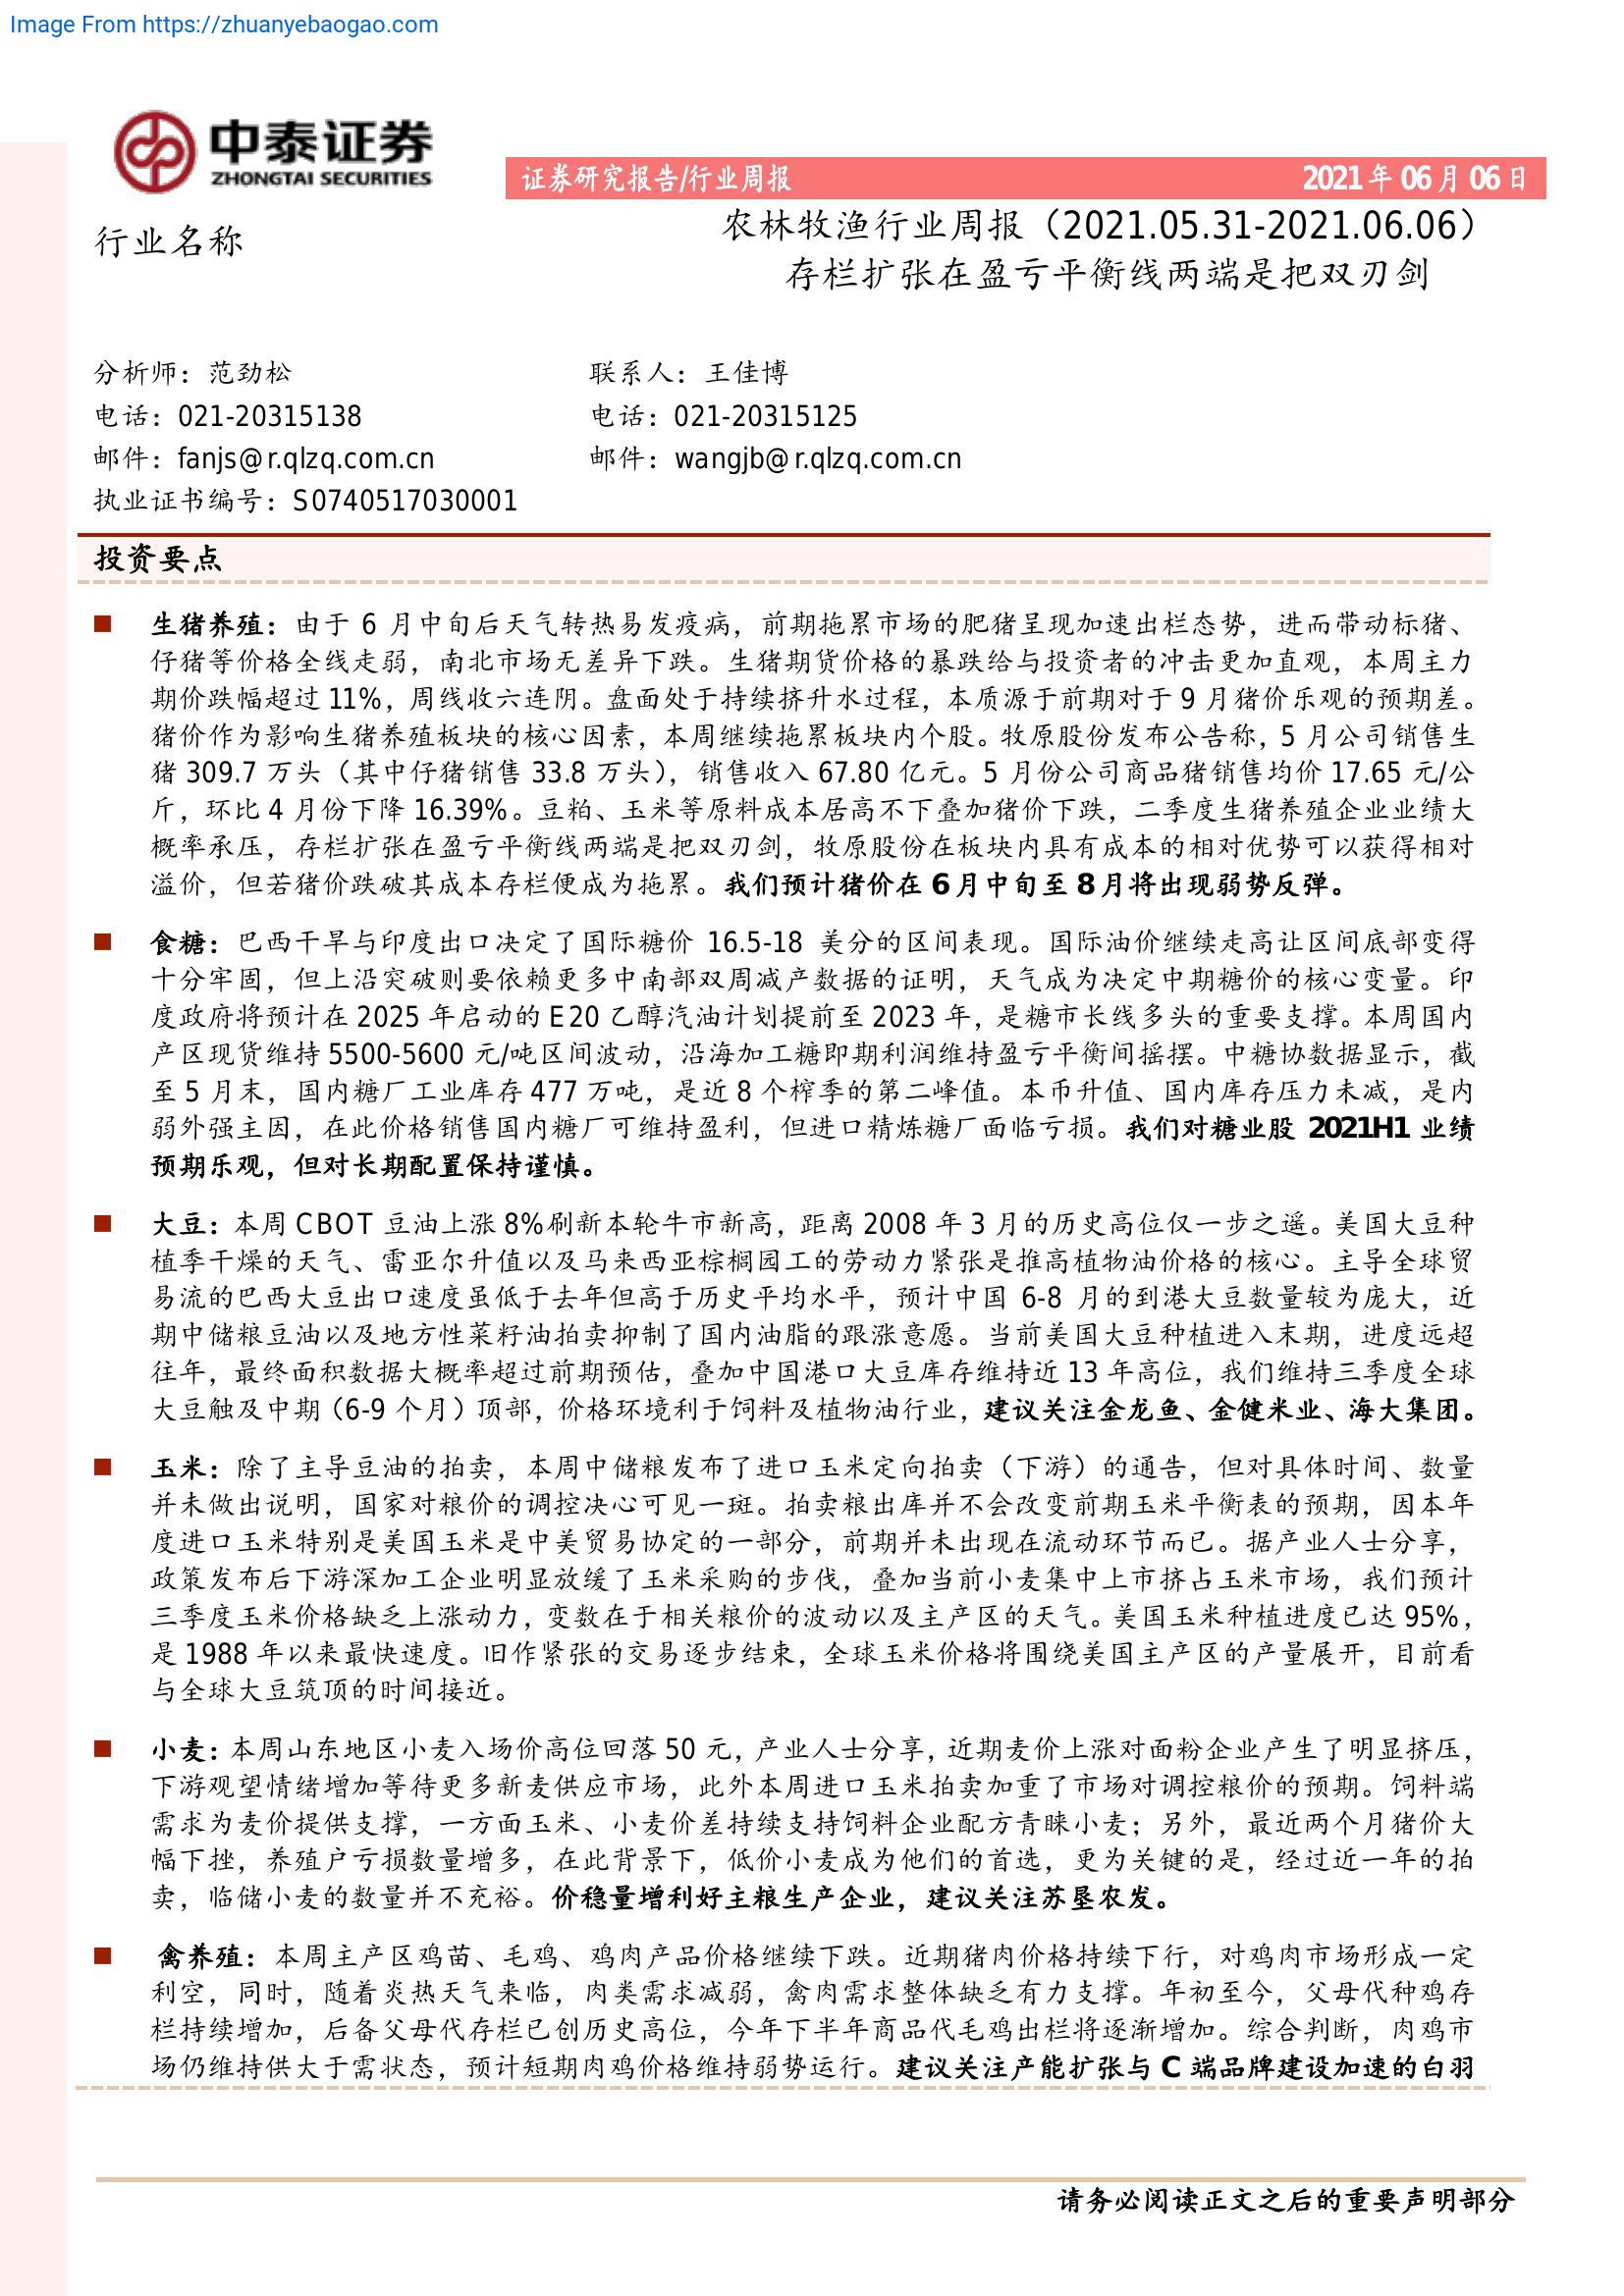 Image From https://zhuanyebaogao.com
中泰证券
ZHONGTAI SECURITIES
证券研究报告/行业周报 2021 年 06 月 06 日
行业名称
农林牧渔行业周报（2021.05.31-2021.06.06）
存栏扩张在盈亏平衡线两端是把双刃剑
分析师：范劲松 联系人：王佳博
电话：021-20315138 电话：021-20315125
邮件：fanjs@r.qlzq.com.cn 邮件：wangjb@r.qlzq.com.cn
执业证书编号：S0740517030001
投资要点
■ 生猪养殖：由于 6 月中旬后天气转热易发疫病，前期拖累市场的肥猪呈现加速出栏态势，进而带动标猪、
仔猪等价格全线走弱，南北市场无差异下跌。生猪期货价格的暴跌给与投资者的冲击更加直观，本周主力
期价跌幅超过 11%，周线收六连阴。盘面处于持续挤升水过程，本质源于前期对于 9 月猪价乐观的预期差。
猪价作为影响生猪养殖板块的核心因素，本周继续拖累板块内个股。牧原股份发布公告称，5 月公司销售生
猪 309.7 万头（其中仔猪销售 33.8 万头），销售收入 67.80 亿元。5 月份公司商品猪销售均价 17.65 元/公
斤，环比 4 月份下降 16.39%。豆粕、玉米等原料成本居高不下叠加猪价下跌，二季度生猪养殖企业业绩大
概率承压，存栏扩张在盈亏平衡线两端是把双刃剑，牧原股份在板块内具有成本的相对优势可以获得相对
溢价，但若猪价跌破其成本存栏便成为拖累。我们预计猪价在 6 月中旬至 8 月将出现弱势反弹。
■ 食糖：巴西干旱与印度出口决定了国际糖价 16.5-18 美分的区间表现。国际油价继续走高让区间底部变得
十分牢固，但上沿突破则要依赖更多中南部双周减产数据的证明，天气成为决定中期糖价的核心变量。印
度政府将预计在 2025 年启动的 E20 乙醇汽油计划提前至 2023 年，是糖市长线多头的重要支撑。本周国内
产区现货维持 5500-5600 元/吨区间波动，沿海加工糖即期利润维持盈亏平衡间摇摆。中糖协数据显示，截
至 5 月末，国内糖厂工业库存 477 万吨，是近 8 个榨季的第二峰值。本币升值、国内库存压力未减，是内
弱外强主因，在此价格销售国内糖厂可维持盈利，但进口精炼糖厂面临亏损。我们对糖业股 2021H1 业绩
预期乐观，但对长期配置保持谨慎。
■ 大豆：本周 CBOT 豆油上涨 8%刷新本轮牛市新高，距离 2008 年 3 月的历史高位仅一步之遥。美国大豆种
植季干燥的天气、雷亚尔升值以及马来西亚棕榈园工的劳动力紧张是推高植物油价格的核心。主导全球贸
易流的巴西大豆出口速度虽低于去年但高于历史平均水平，预计中国 6-8 月的到港大豆数量较为庞大，近
期中储粮豆油以及地方性菜籽油拍卖抑制了国内油脂的跟涨意愿。当前美国大豆种植进入末期，进度远超
往年，最终面积数据大概率超过前期预估，叠加中国港口大豆库存维持近 13 年高位，我们维持三季度全球
大豆触及中期（6-9 个月）顶部，价格环境利于饲料及植物油行业，建议关注金龙鱼、金健米业、海大集团。
■ 玉米：除了主导豆油的拍卖，本周中储粮发布了进口玉米定向拍卖（下游）的通告，但对具体时间、数量
并未做出说明，国家对粮价的调控决心可见一斑。拍卖粮出库并不会改变前期玉米平衡表的预期，因本年
度进口玉米特别是美国玉米是中美贸易协定的一部分，前期并未出现在流动环节而已。据产业人士分享，
政策发布后下游深加工企业明显放缓了玉米采购的步伐，叠加当前小麦集中上市挤占玉米市场，我们预计
三季度玉米价格缺乏上涨动力，变数在于相关粮价的波动以及主产区的天气。美国玉米种植进度已达 95%，
是 1988 年以来最快速度。旧作紧张的交易逐步结束，全球玉米价格将围绕美国主产区的产量展开，目前看
与全球大豆筑顶的时间接近。
■ 小麦：本周山东地区小麦入场价高位回落 50 元，产业人士分享，近期麦价上涨对面粉企业产生了明显挤压，
下游观望情绪增加等待更多新麦供应市场，此外本周进口玉米拍卖加重了市场对调控粮价的预期。饲料端
需求为麦价提供支撑，一方面玉米、小麦价差持续支持饲料企业配方青睐小麦；另外，最近两个月猪价大
幅下挫，养殖户亏损数量增多，在此背景下，低价小麦成为他们的首选，更为关键的是，经过近一年的拍
卖，临储小麦的数量并不充裕。价稳量增利好主粮生产企业，建议关注苏垦农发。
■ 禽养殖：本周主产区鸡苗、毛鸡、鸡肉产品价格继续下跌。近期猪肉价格持续下行，对鸡肉市场形成一定
利空，同时，随着炎热天气来临，肉类需求减弱，禽肉需求整体缺乏有力支撑。年初至今，父母代种鸡存
栏持续增加，后备父母代存栏已创历史高位，今年下半年商品代毛鸡出栏将逐渐增加。综合判断，肉鸡市
场仍维持供大于需状态，预计短期肉鸡价格维持弱势运行。建议关注产能扩张与 C 端品牌建设加速的白羽
请务必阅读正文之后的重要声明部分